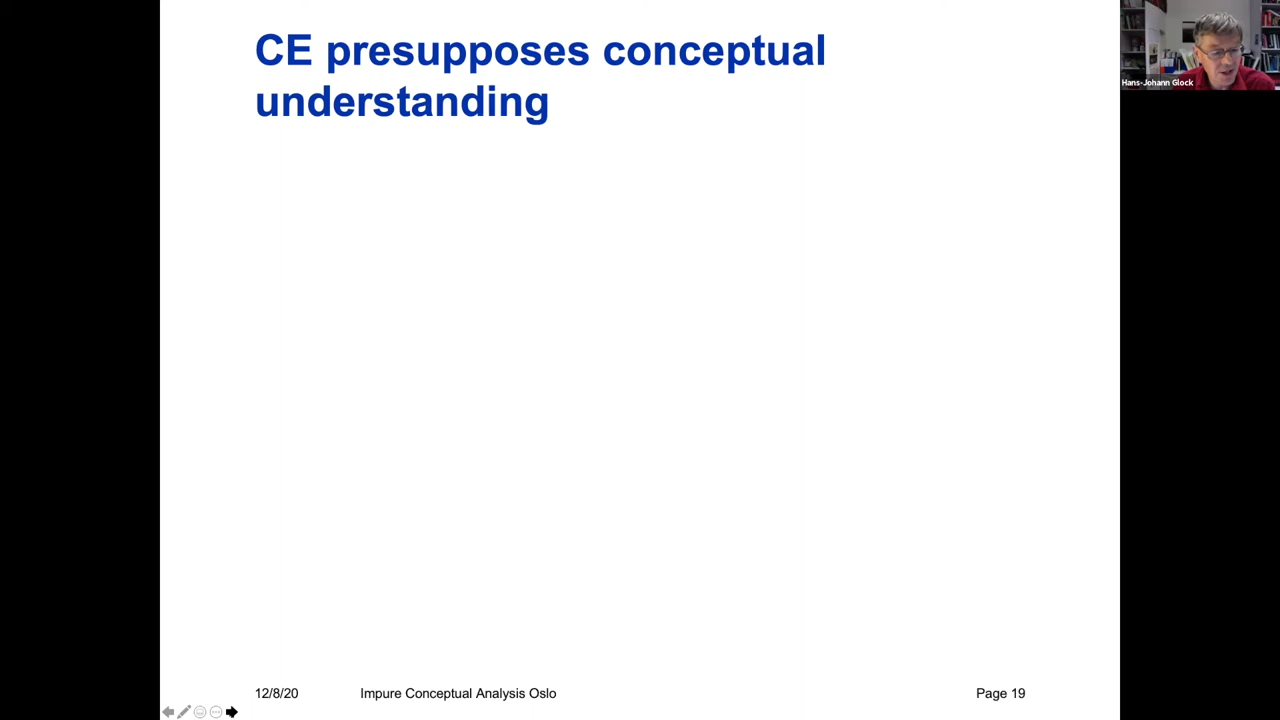 CE presupposes conceptual
understanding
Hans-Johann Glock
12/8/20
Impure Conceptual Analysis Oslo
Page 19